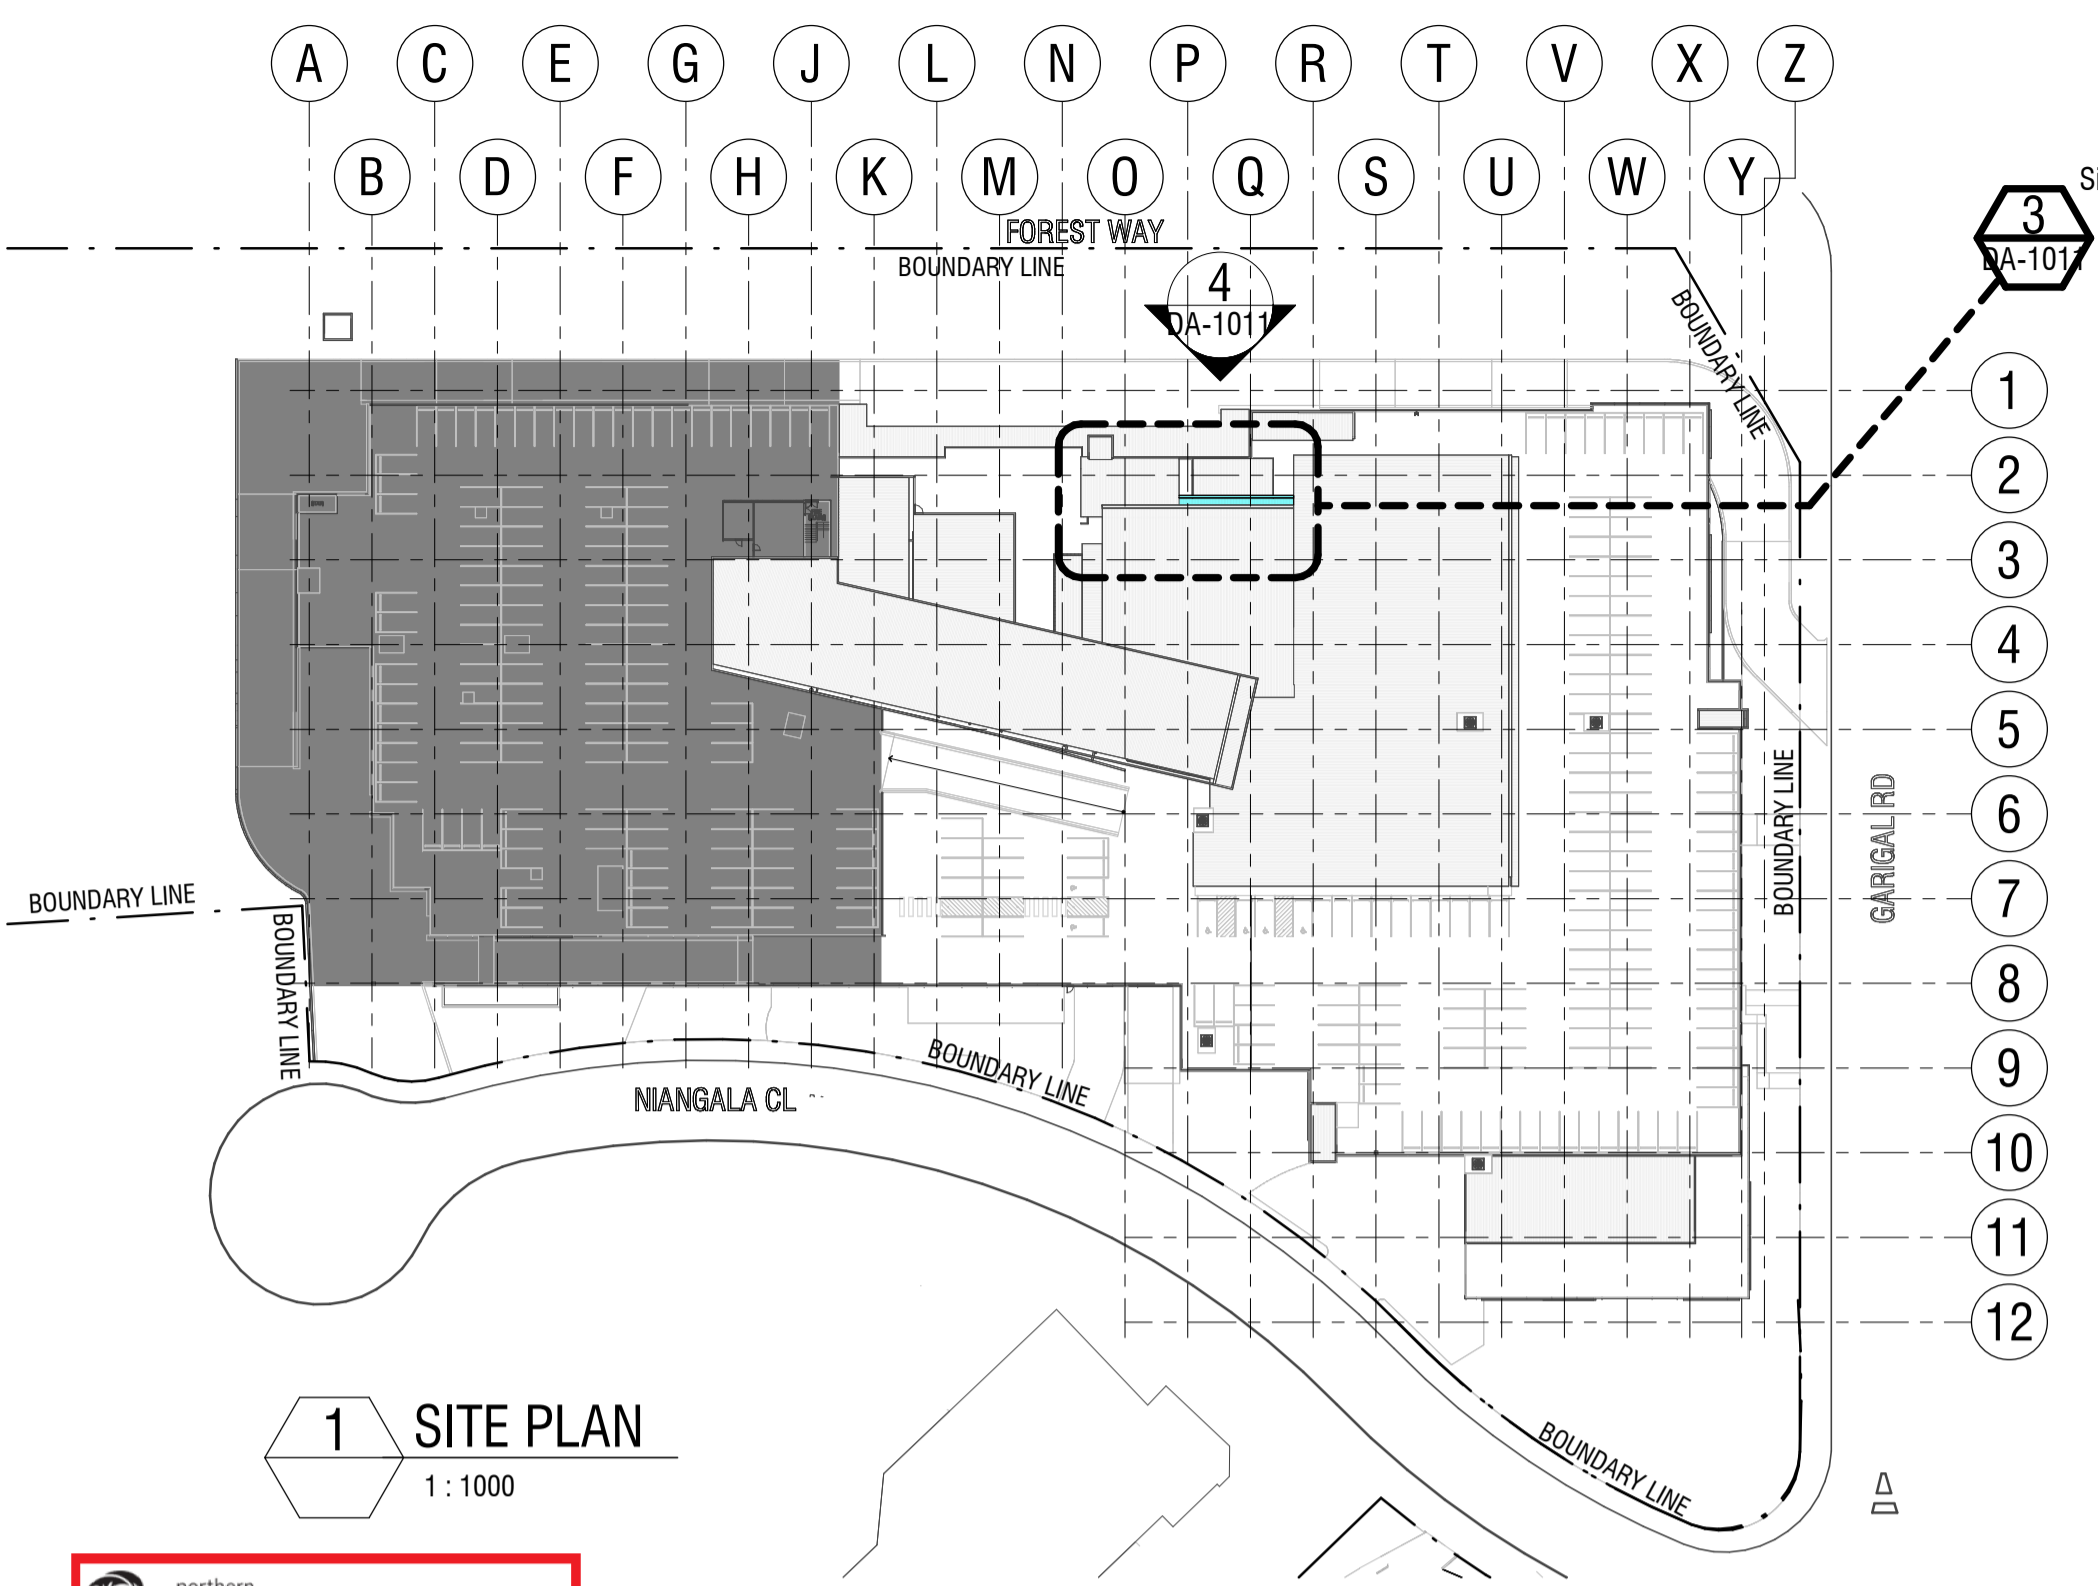 A C E G J L N P R T V X Z
B D F H K M O Q S U W Y
Si
3
DA-1011
FOREST WAY
BOUNDARY LINE
4
DA-1011
BOUNDARY LINE
1
2
3
4
5
6
7
8
9
10
11
12
BOUNDARY LINE
GARIGAL RD
BOUNDARY LINE
BOUNDARY LINE
BOUNDARY LINE
NIANGALA CL
BOUNDARY LINE
1
SITE PLAN
1 : 1000
northern